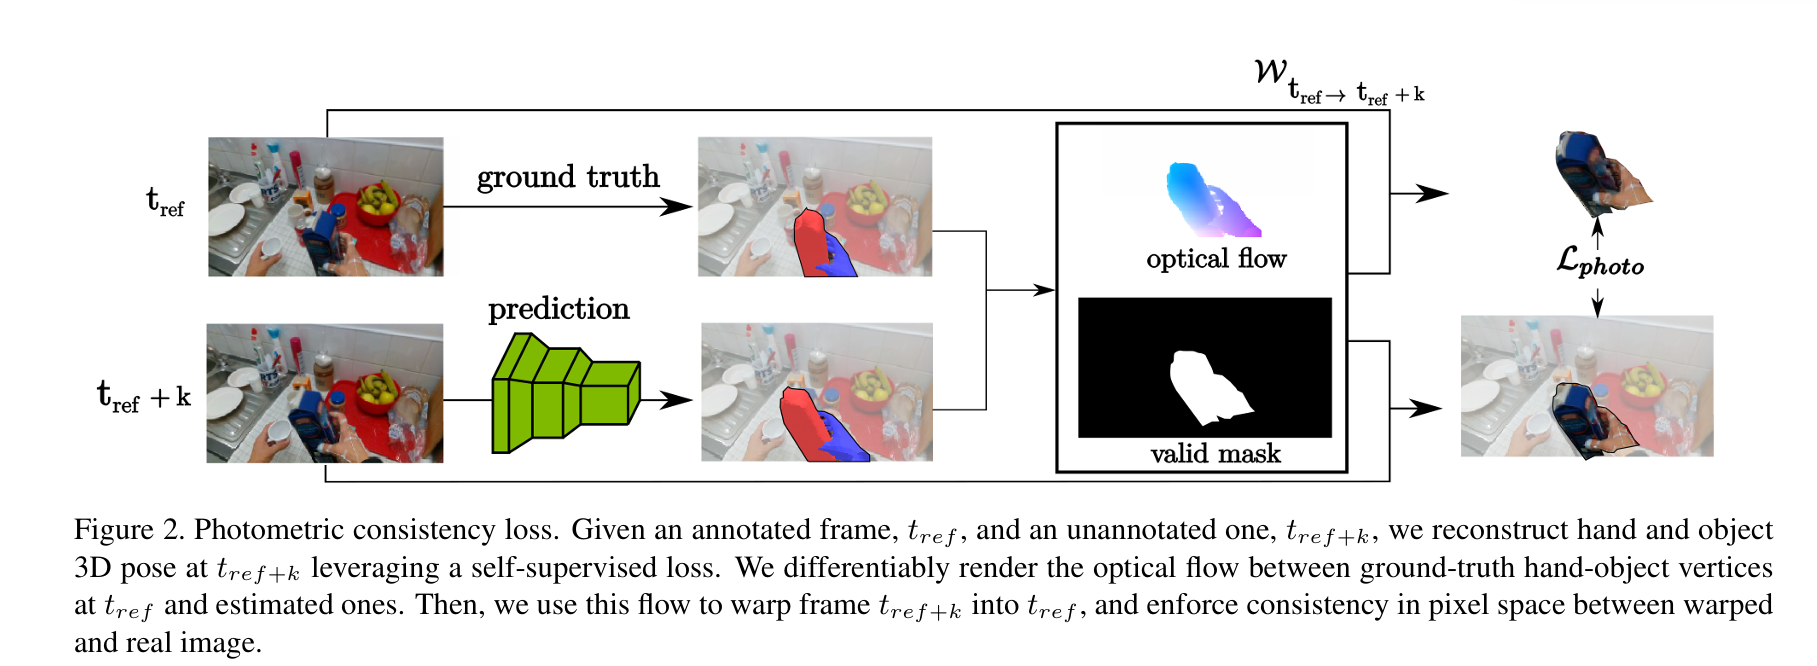 𝒲 t_ref → t_ref + k
t_ref
ground truth
optical flow
ℒ_photo
prediction
t_ref + k
valid mask
Figure 2. Photometric consistency loss. Given an annotated frame, t_ref, and an unannotated one, t_ref+k, we reconstruct hand and object
3D pose at t_ref+k leveraging a self-supervised loss. We differentiably render the optical flow between ground-truth hand-object vertices
at t_ref and estimated ones. Then, we use this flow to warp frame t_ref+k into t_ref, and enforce consistency in pixel space between warped
and real image.